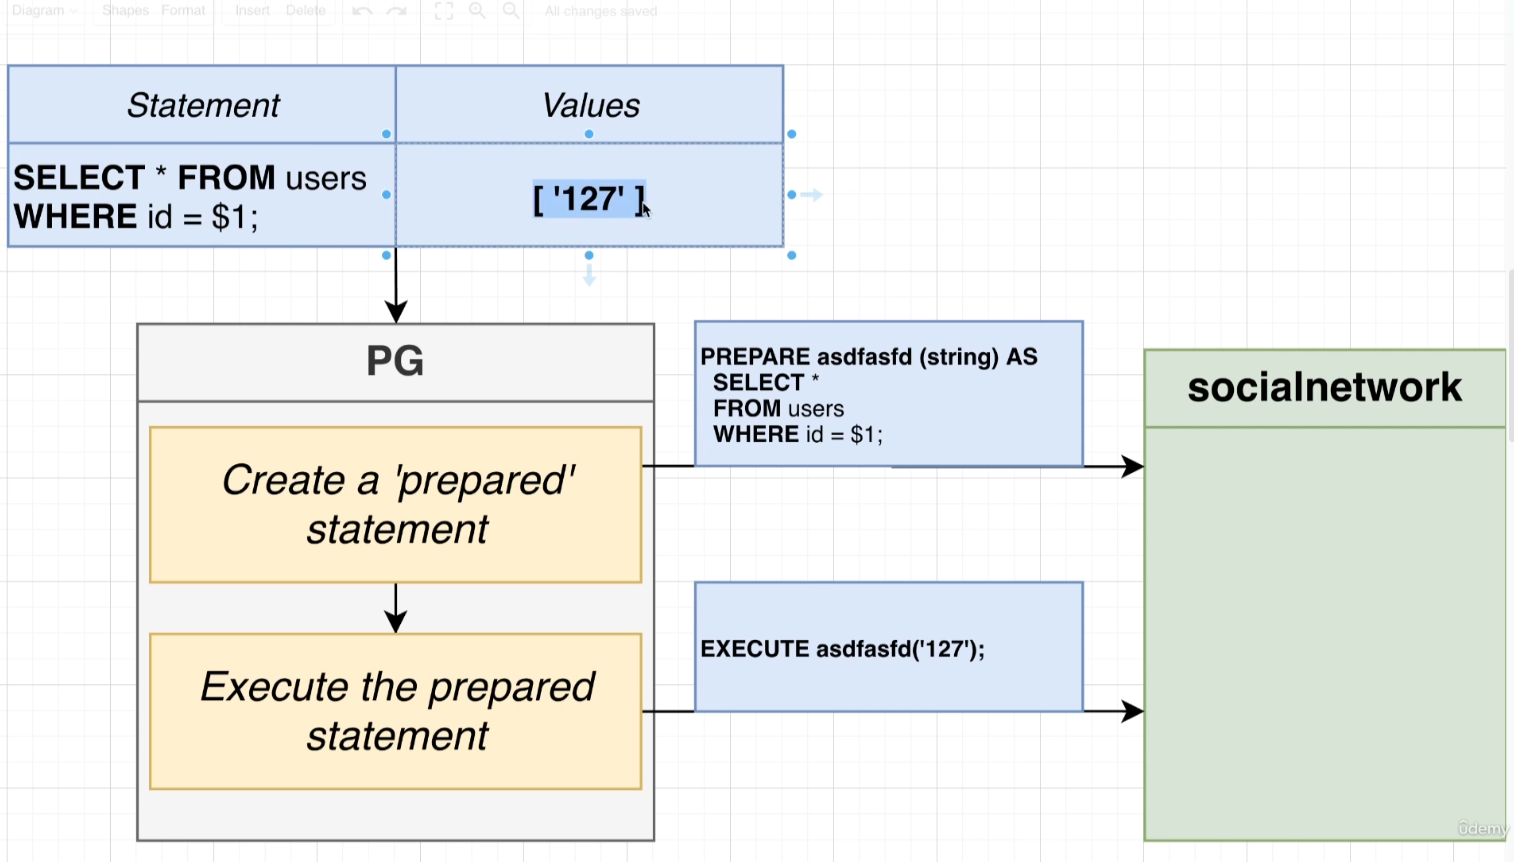 Diagram Shapes Format Insert Delete All changes saved
Statement
Values
SELECT * FROM users
WHERE id = $1;
[ '127' ]
PG
Create a 'prepared'
statement
Execute the prepared
statement
PREPARE asdfasfd (string) AS
SELECT *
FROM users
WHERE id = $1;
EXECUTE asdfasfd('127');
socialnetwork
ûdemy